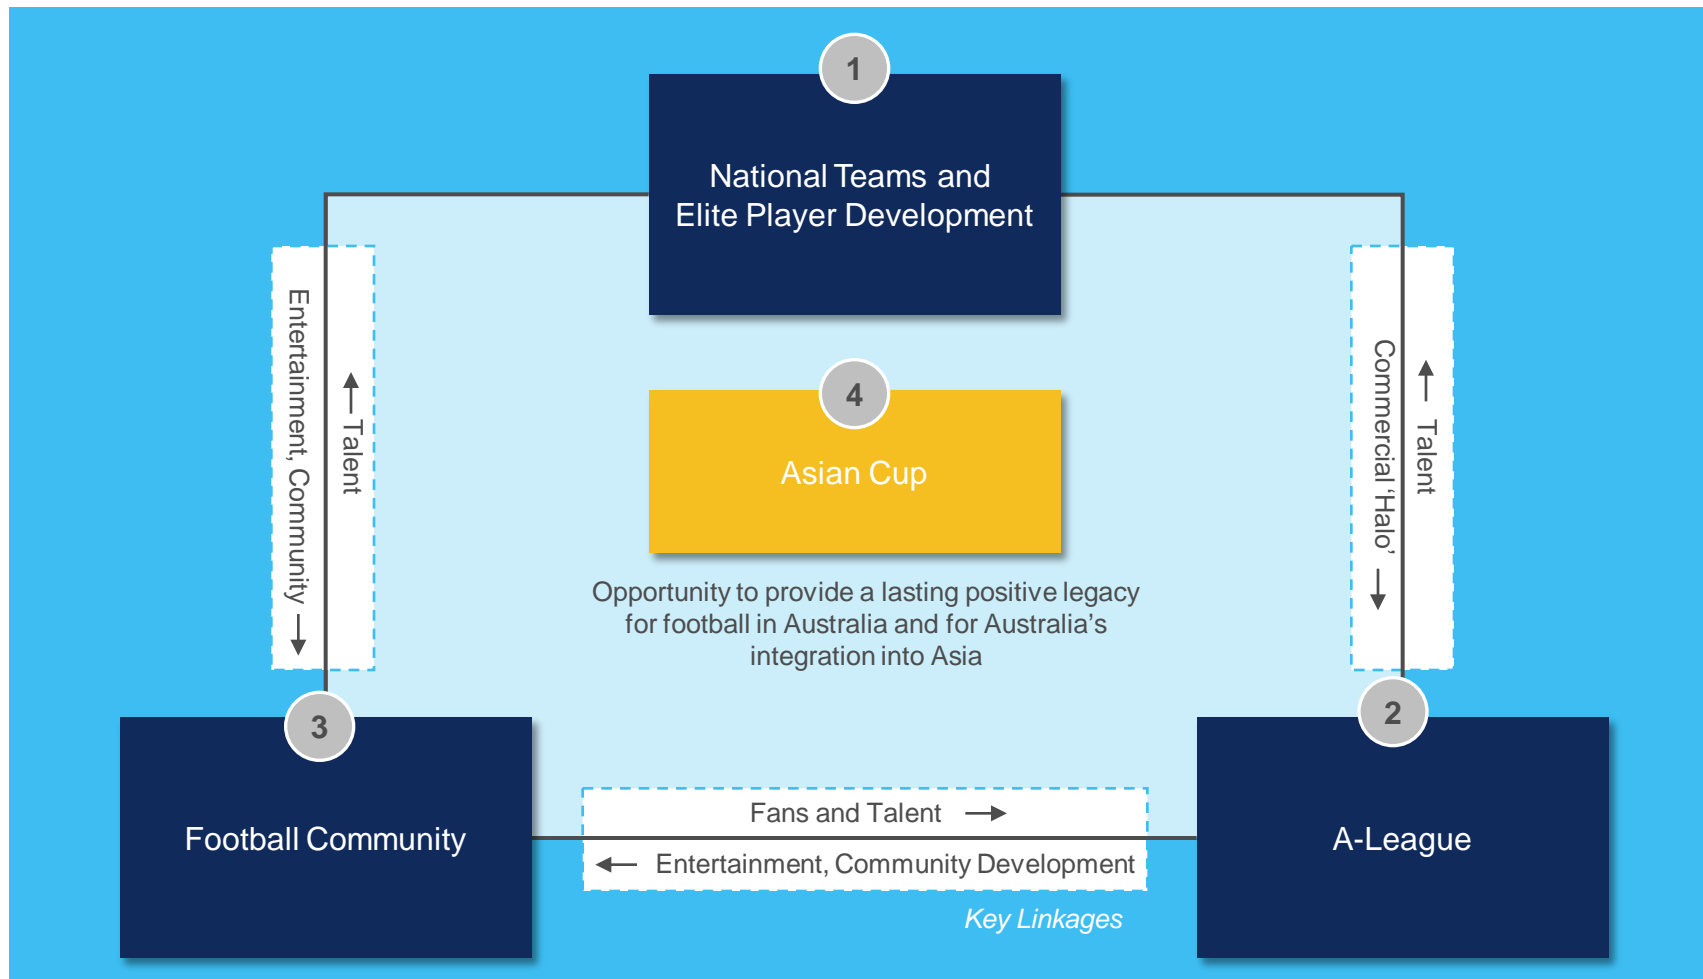 1
National Teams and
Elite Player Development
Entertainment, Community
Talent
4
Asian Cup
Opportunity to provide a lasting positive legacy
for football in Australia and for Australia’s
integration into Asia
Commercial ‘Halo’
Talent
3
Football Community
Fans and Talent
Entertainment, Community Development
Key Linkages
2
A-League